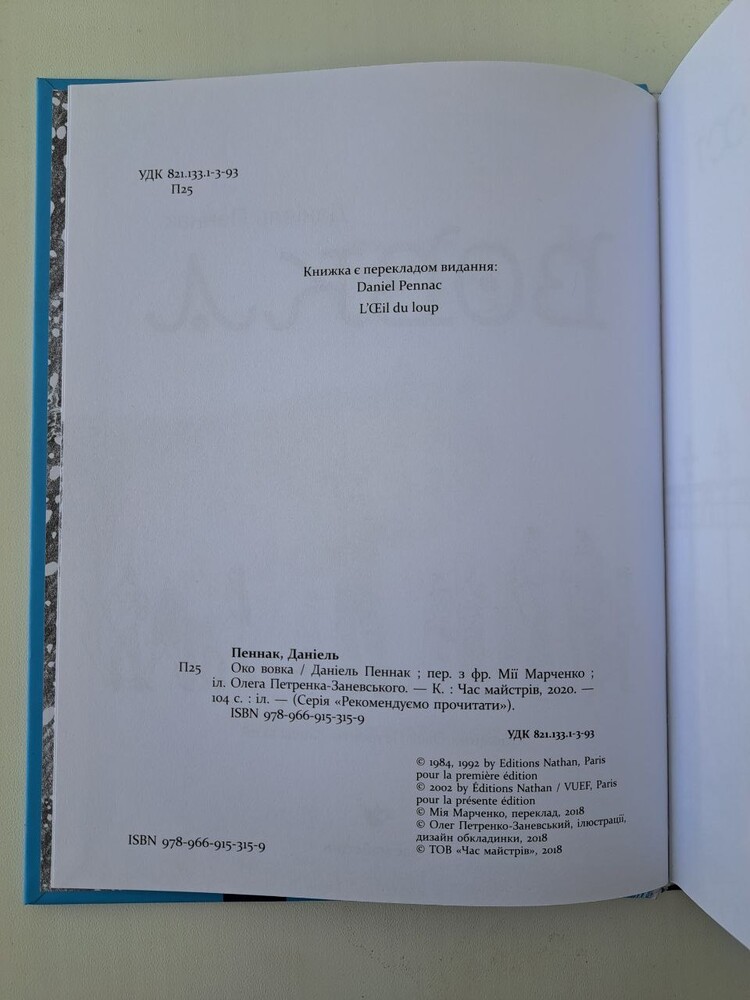 УДК 821.133.1-3-93
П25
Книжка є перекладом видання:
Daniel Pennac
L’Œil du loup
Пеннак, Даніель
П25 Око вовка / Даніель Пеннак ; пер. з фр. Мії Марченко ;
іл. Олега Петренка-Заневського. — К. : Час майстрів, 2020. —
104 с. : іл. — (Серія «Рекомендуємо прочитати»).
ISBN 978-966-915-315-9
УДК 821.133.1-3-93
© 1984, 1992 by Editions Nathan, Paris
pour la première édition
© 2002 by Éditions Nathan / VUEF, Paris
pour la présente édition
© Мія Марченко, переклад, 2018
© Олег Петренко-Заневський, ілюстрації,
дизайн обкладинки, 2018
© ТОВ «Час майстрів», 2018
ISBN 978-966-915-315-9